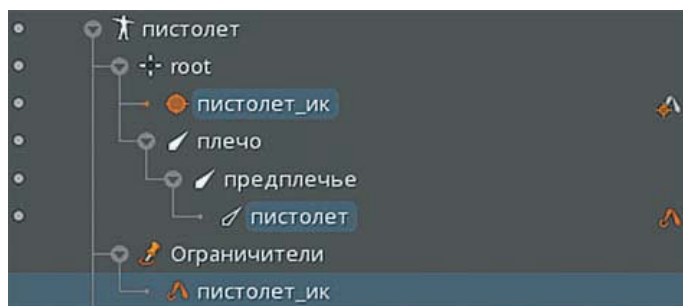 пистолет
root
пистолет_ик
плечо
предплечье
пистолет
Ограничители
пистолет_ик